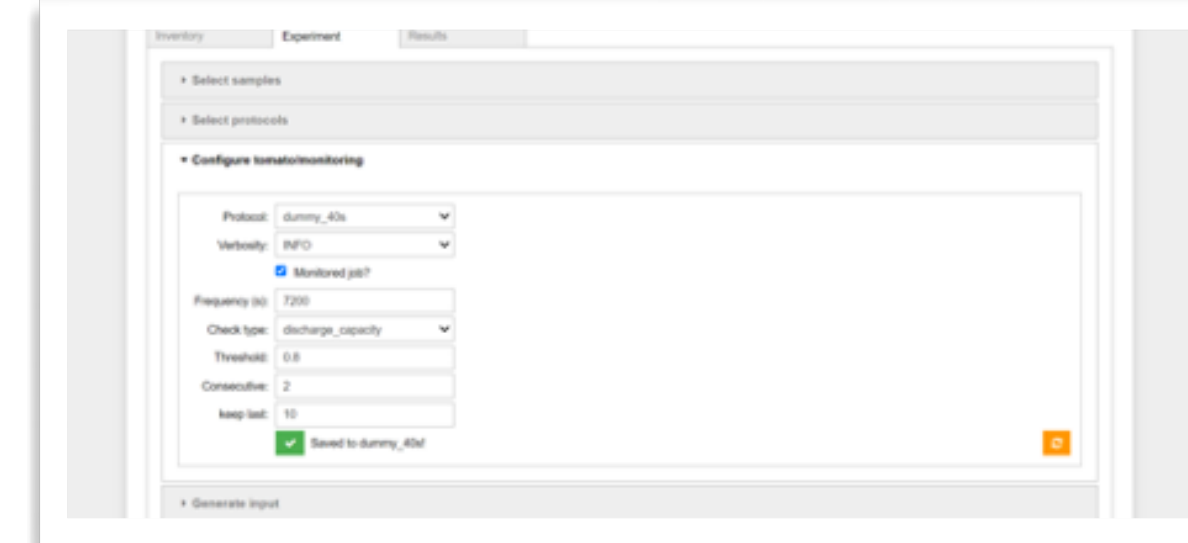 Inventory Experiment Results
Select samples
Select protocols
Configure tomato/monitoring
Protocol: dummy_40s
Verbosity: INFO
Monitored job?
Frequency (s): 7200
Check type: discharge_capacity
Threshold: 0.8
Consecutive: 2
keep last: 10
Saved to dummy_40s!
Generate input